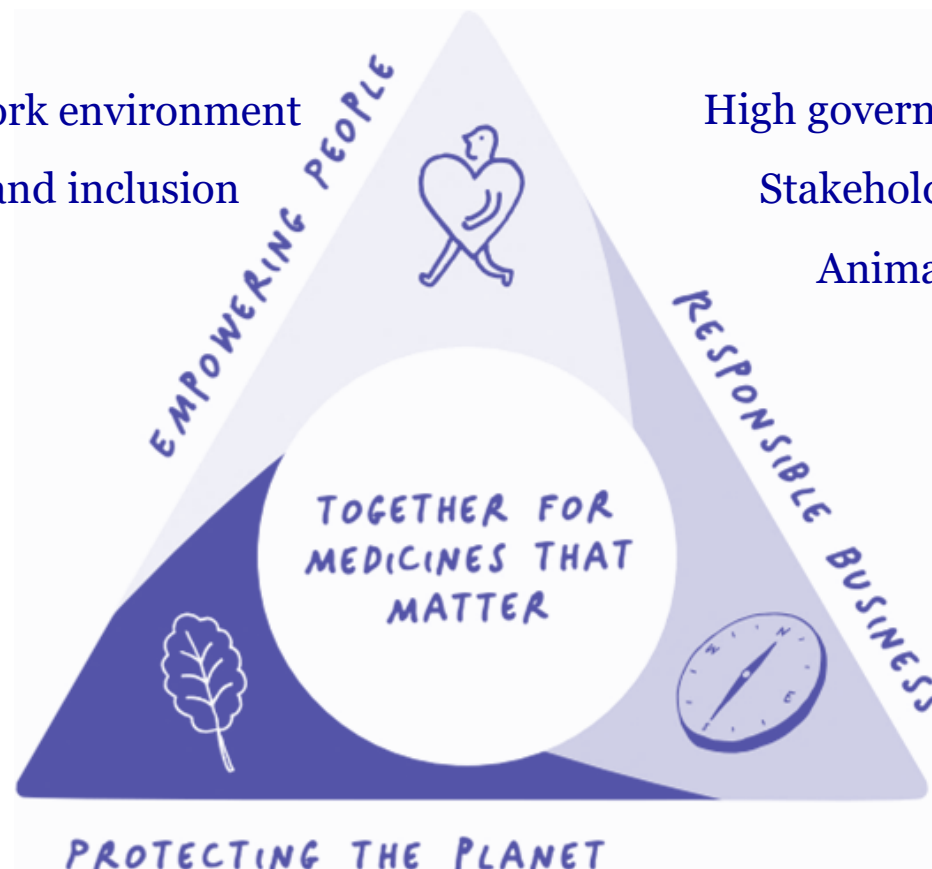 ork environment
and inclusion
High govern
Stakehol
Anima
EMPOWERING PEOPLE
RESPONSIBLE BUSINESS
TOGETHER FOR
MEDICINES THAT
MATTER
N
W
E
PROTECTING THE PLANET